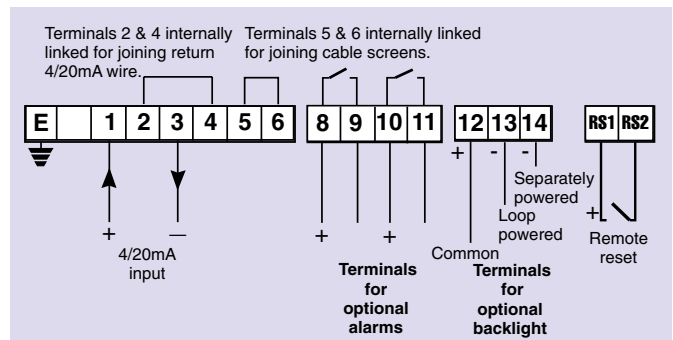 Terminals 2 & 4 internally
linked for joining return
4/20mA wire.
Terminals 5 & 6 internally linked
for joining cable screens.
E 1 2 3 4 5 6 8 9 10 11 12 13 14 RS1 RS2
+ - -
+ —
4/20mA
input
+ +
Terminals
for
optional
alarms
Common
Loop
powered
Separately
powered
Terminals
for
optional
backlight
+
Remote
reset